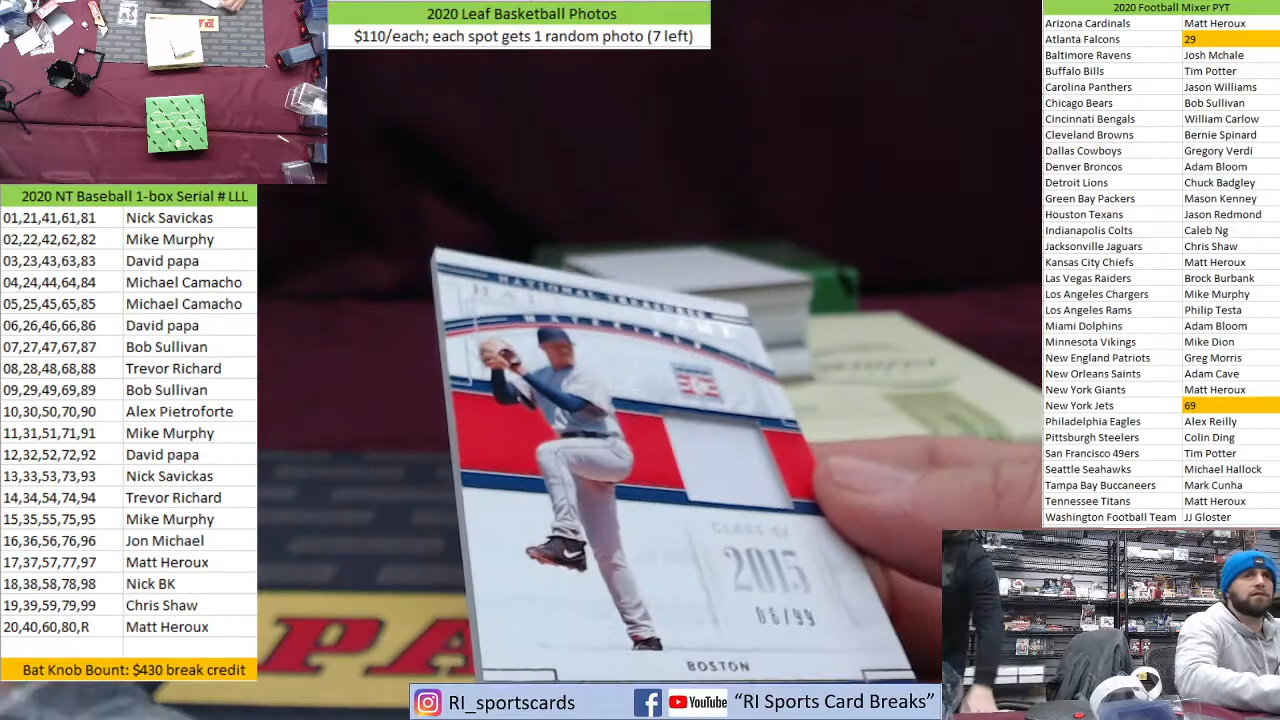 2020 Leaf Basketball Photos
$110/each; each spot gets 1 random photo (7 left)
2020 NT Baseball 1-box Serial # LLL
01,21,41,61,81 Nick Savickas
02,22,42,62,82 Mike Murphy
03,23,43,63,83 David papa
04,24,44,64,84 Michael Camacho
05,25,45,65,85 Michael Camacho
06,26,46,66,86 David papa
07,27,47,67,87 Bob Sullivan
08,28,48,68,88 Trevor Richard
09,29,49,69,89 Bob Sullivan
10,30,50,70,90 Alex Pietroforte
11,31,51,71,91 Mike Murphy
12,32,52,72,92 David papa
13,33,53,73,93 Nick Savickas
14,34,54,74,94 Trevor Richard
15,35,55,75,95 Mike Murphy
16,36,56,76,96 Jon Michael
17,37,57,77,97 Matt Heroux
18,38,58,78,98 Nick BK
19,39,59,79,99 Chris Shaw
20,40,60,80,R Matt Heroux
Bat Knob Bount: $430 break credit
NATIONAL TREASURES
CLASS of
2015
BOSTON
RI_sportscards
YouTube "RI Sports Card Breaks"
2020 Football Mixer PYT
Arizona Cardinals Matt Heroux
Atlanta Falcons 29
Baltimore Ravens Josh Mchale
Buffalo Bills Tim Potter
Carolina Panthers Jason Williams
Chicago Bears Bob Sullivan
Cincinnati Bengals William Carlow
Cleveland Browns Bernie Spinard
Dallas Cowboys Gregory Verdi
Denver Broncos Adam Bloom
Detroit Lions Chuck Badgley
Green Bay Packers Mason Kenney
Houston Texans Jason Redmond
Indianapolis Colts Caleb Ng
Jacksonville Jaguars Chris Shaw
Kansas City Chiefs Matt Heroux
Las Vegas Raiders Brock Burbank
Los Angeles Chargers Mike Murphy
Los Angeles Rams Philip Testa
Miami Dolphins Adam Bloom
Minnesota Vikings Mike Dion
New England Patriots Greg Morris
New Orleans Saints Adam Cave
New York Giants Matt Heroux
New York Jets 69
Philadelphia Eagles Alex Reilly
Pittsburgh Steelers Colin Ding
San Francisco 49ers Tim Potter
Seattle Seahawks Michael Hallock
Tampa Bay Buccaneers Mark Cunha
Tennessee Titans Matt Heroux
Washington Football Team JJ Gloster